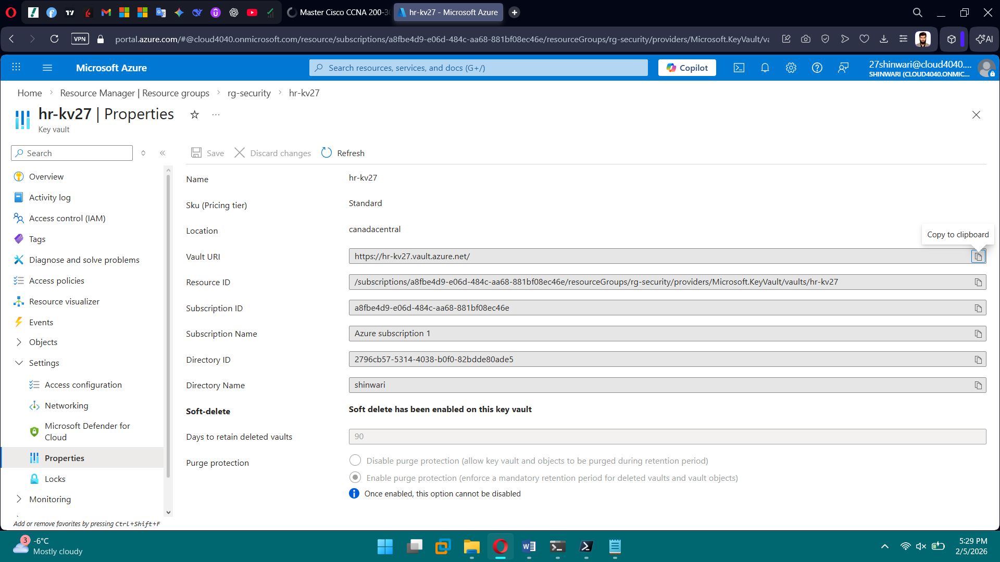 Master Cisco CCNA 200-30
hr-kv27 - Microsoft Azure
VPN
portal.azure.com/#@cloud4040.onmicrosoft.com/resource/subscriptions/a8fbe4d9-e06d-484c-aa68-881bf08ec46e/resourceGroups/rg-security/providers/Microsoft.KeyVault/va
AI
Microsoft Azure
Search resources, services, and docs (G+/)
Copilot
27shinwari@cloud4040....
SHINWARI (CLOUD4040.ONMIC...
Home
Resource Manager | Resource groups
rg-security
hr-kv27
hr-kv27 | Properties
...
Key vault
Search
Save
Discard changes
Refresh
Overview
Activity log
Access control (IAM)
Tags
Diagnose and solve problems
Access policies
Resource visualizer
Events
Objects
Settings
Access configuration
Networking
Microsoft Defender for
Cloud
Properties
Locks
Monitoring
Add or remove favorites by pressing Ctrl+Shift+F
Name
hr-kv27
Sku (Pricing tier)
Standard
Location
canadacentral
Copy to clipboard
Vault URI
https://hr-kv27.vault.azure.net/
Resource ID
/subscriptions/a8fbe4d9-e06d-484c-aa68-881bf08ec46e/resourceGroups/rg-security/providers/Microsoft.KeyVault/vaults/hr-kv27
Subscription ID
a8fbe4d9-e06d-484c-aa68-881bf08ec46e
Subscription Name
Azure subscription 1
Directory ID
2796cb57-5314-4038-b0f0-82bdde80ade5
Directory Name
shinwari
Soft-delete
Soft delete has been enabled on this key vault
Days to retain deleted vaults
90
Purge protection
Disable purge protection (allow key vault and objects to be purged during retention period)
Enable purge protection (enforce a mandatory retention period for deleted vaults and vault objects)
Once enabled, this option cannot be disabled
3
-6°C
Mostly cloudy
5:29 PM
2/5/2026